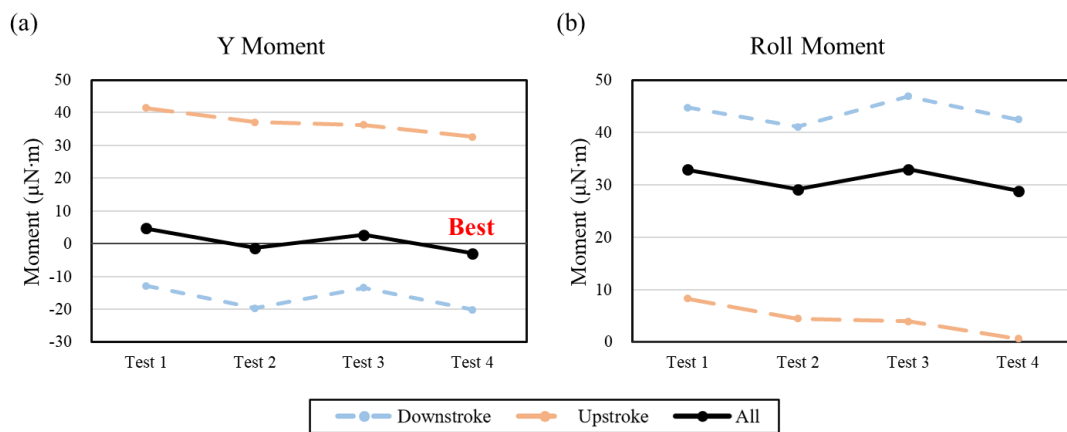 (a)
Y Moment
Moment (μN·m)
50
40
30
20
10
0
-10
-20
-30
Best
Test 1
Test 2
Test 3
Test 4
(b)
Roll Moment
Moment (μN·m)
50
40
30
20
10
0
Test 1
Test 2
Test 3
Test 4
Downstroke
Upstroke
All